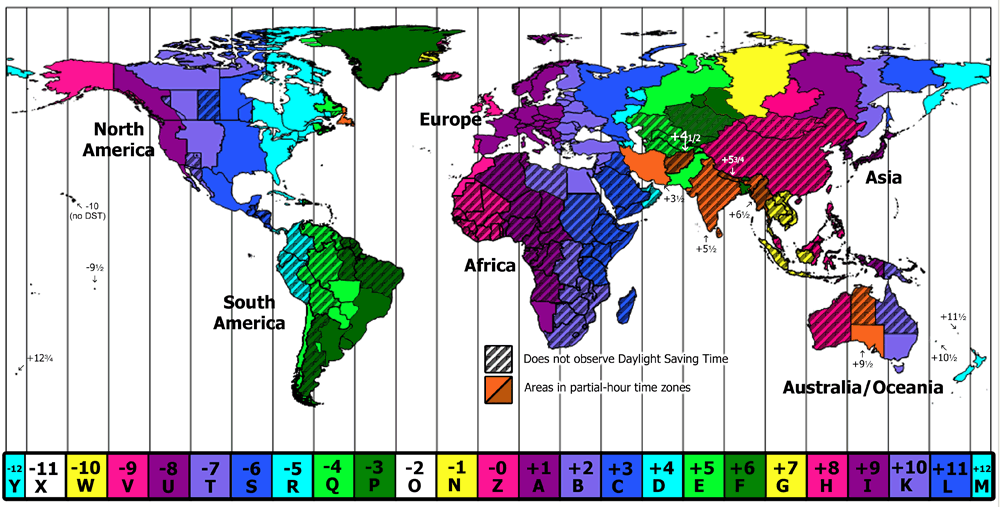 North
America
Europe
Asia
Africa
South
America
Australia/Oceania
-10
(no DST)
-9½
+12¾
+4 1/2
+5 3/4
+3½
+6½
+5½
+9½
+11½
+10½
Does not observe Daylight Saving Time
Areas in partial-hour time zones
-12 -11 -10 -9 -8 -7 -6 -5 -4 -3 -2 -1 -0 +1 +2 +3 +4 +5 +6 +7 +8 +9 +10 +11 +12
Y X W V U T S R Q P O N Z A B C D E F G H I K L M